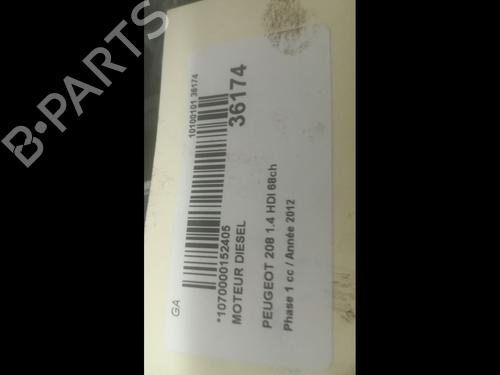 B-PARTS
GA
10100101 36174
36174
*1070000152405
MOTEUR DIESEL
PEUGEOT 208 1.4 HDI 68ch
Phase 1 cc / Année 2012